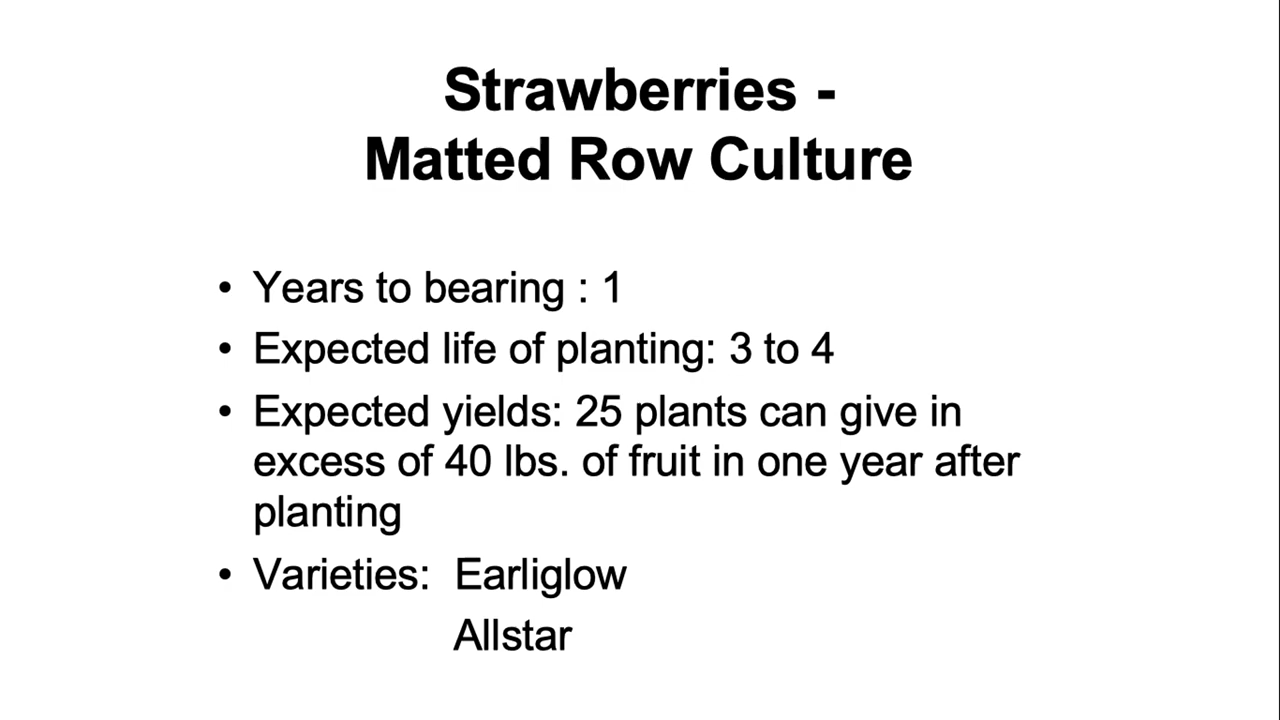 Strawberries -
Matted Row Culture
• Years to bearing : 1
• Expected life of planting: 3 to 4
• Expected yields: 25 plants can give in
excess of 40 lbs. of fruit in one year after
planting
• Varieties: Earliglow
Allstar